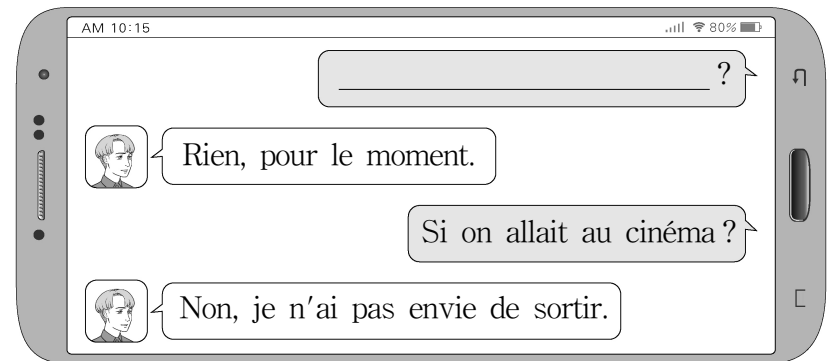 AM 10:15 80%
?
Rien, pour le moment.
Si on allait au cinéma ?
Non, je n'ai pas envie de sortir.